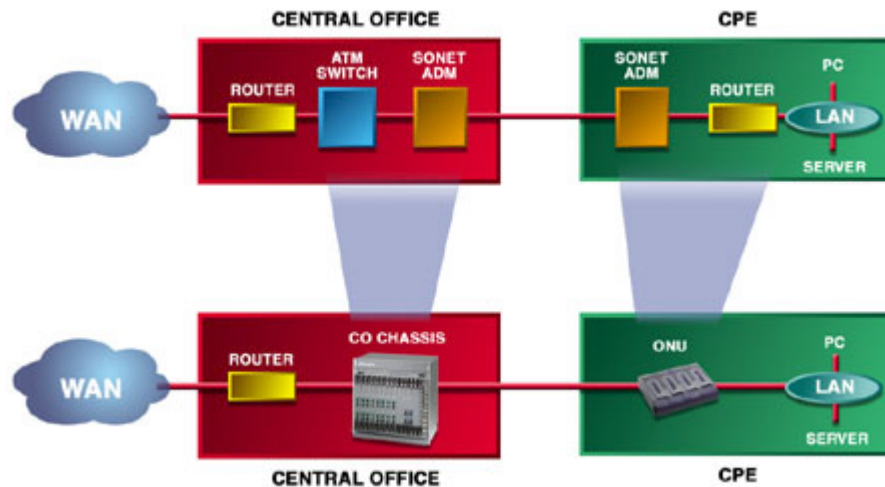 CENTRAL OFFICE
CPE
WAN
ROUTER
ATM
SWITCH
SONET
ADM
SONET
ADM
ROUTER
PC
LAN
SERVER
WAN
ROUTER
CO CHASSIS
ONU
PC
LAN
SERVER
CENTRAL OFFICE
CPE